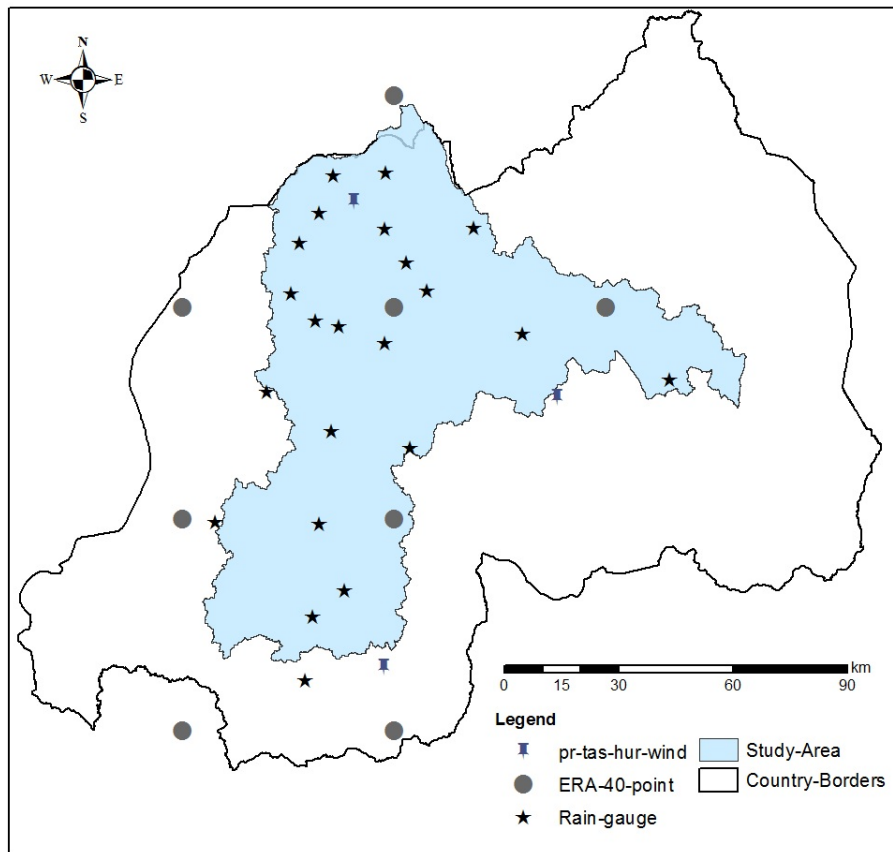 N
W E
S
km
0 15 30 60 90
Legend
pr-tas-hur-wind Study-Area
ERA-40-point Country-Borders
Rain-gauge